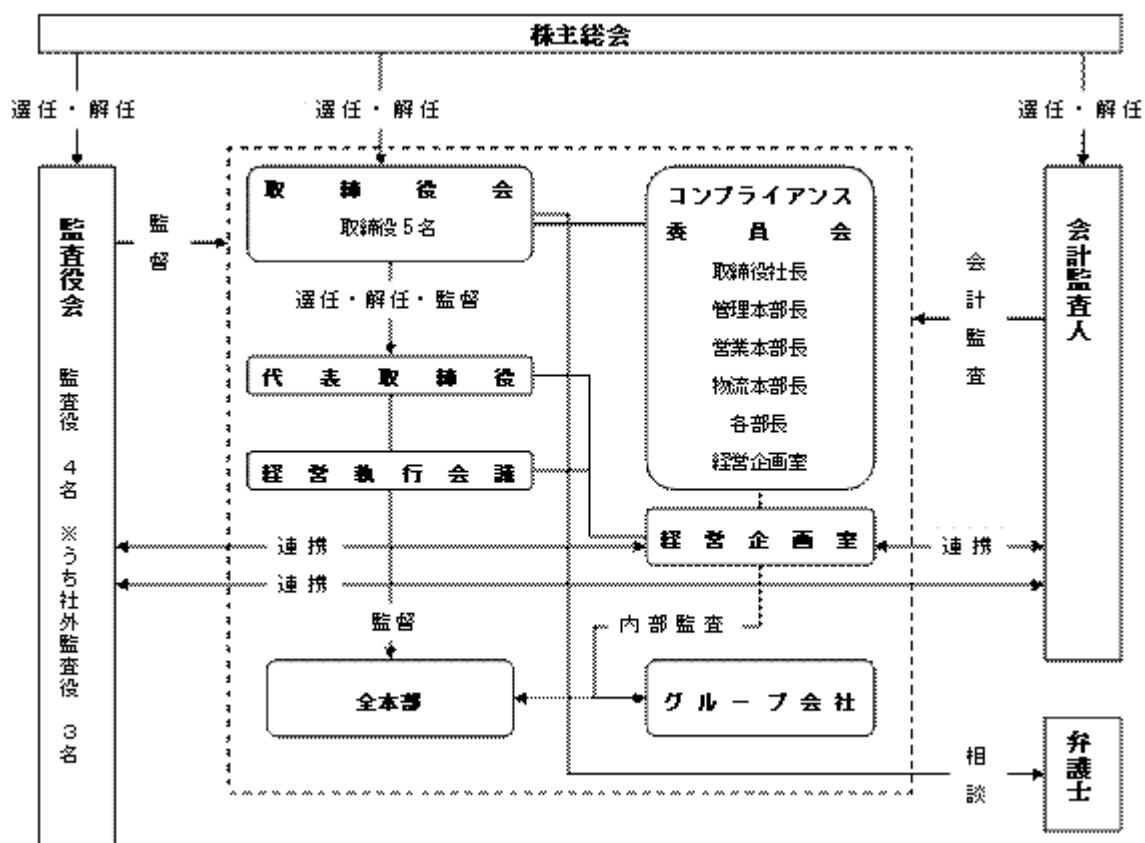 株主総会
選任・解任
選任・解任
選任・解任
監査役会
監査役 4名 ※うち社外監査役 3名
監督
取締役会
取締役5名
選任・解任・監督
代表取締役
経営執行会議
コンプライアンス
委員会
取締役社長
管理本部長
営業本部長
物流本部長
各部長
経営企画室
経営企画室
会計監査
会計監査人
連携
連携
連携
監督
内部監査
全本部
グループ会社
相談
弁護士